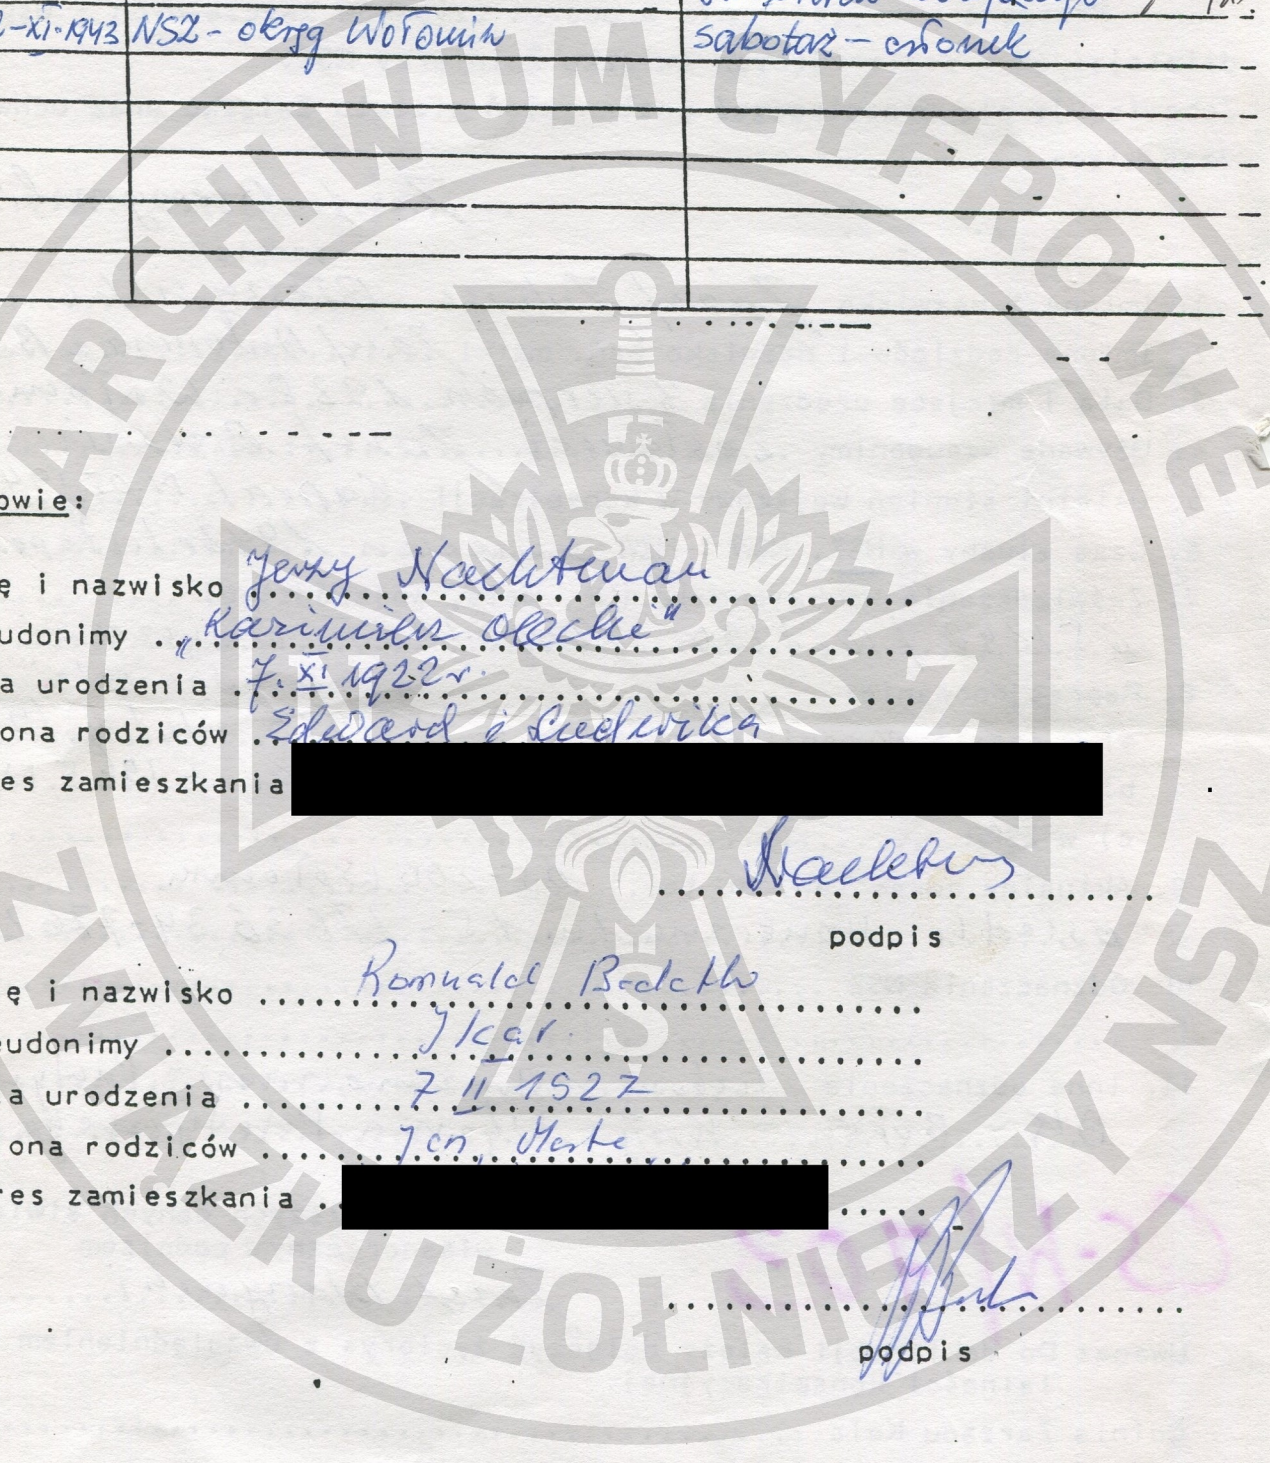 -XI-1943 NSZ - okręg Wołomin sabotaż - członek
owie:
ę i nazwisko Jerzy Nachtman
udonimy "Kazimierz Olecki"
a urodzenia 7. XI 1922 r.
ona rodziców Edward i Ludwika
es zamieszkania
podpis
ę i nazwisko Romuald
eudonimy Ikar
a urodzenia 7 II 1927
ona rodziców Jan, Marta
res zamieszkania
podpis
ARCHIWUM CYFROWE
ZWIĄZKU ŻOŁNIERZY NSZ
N Z
S